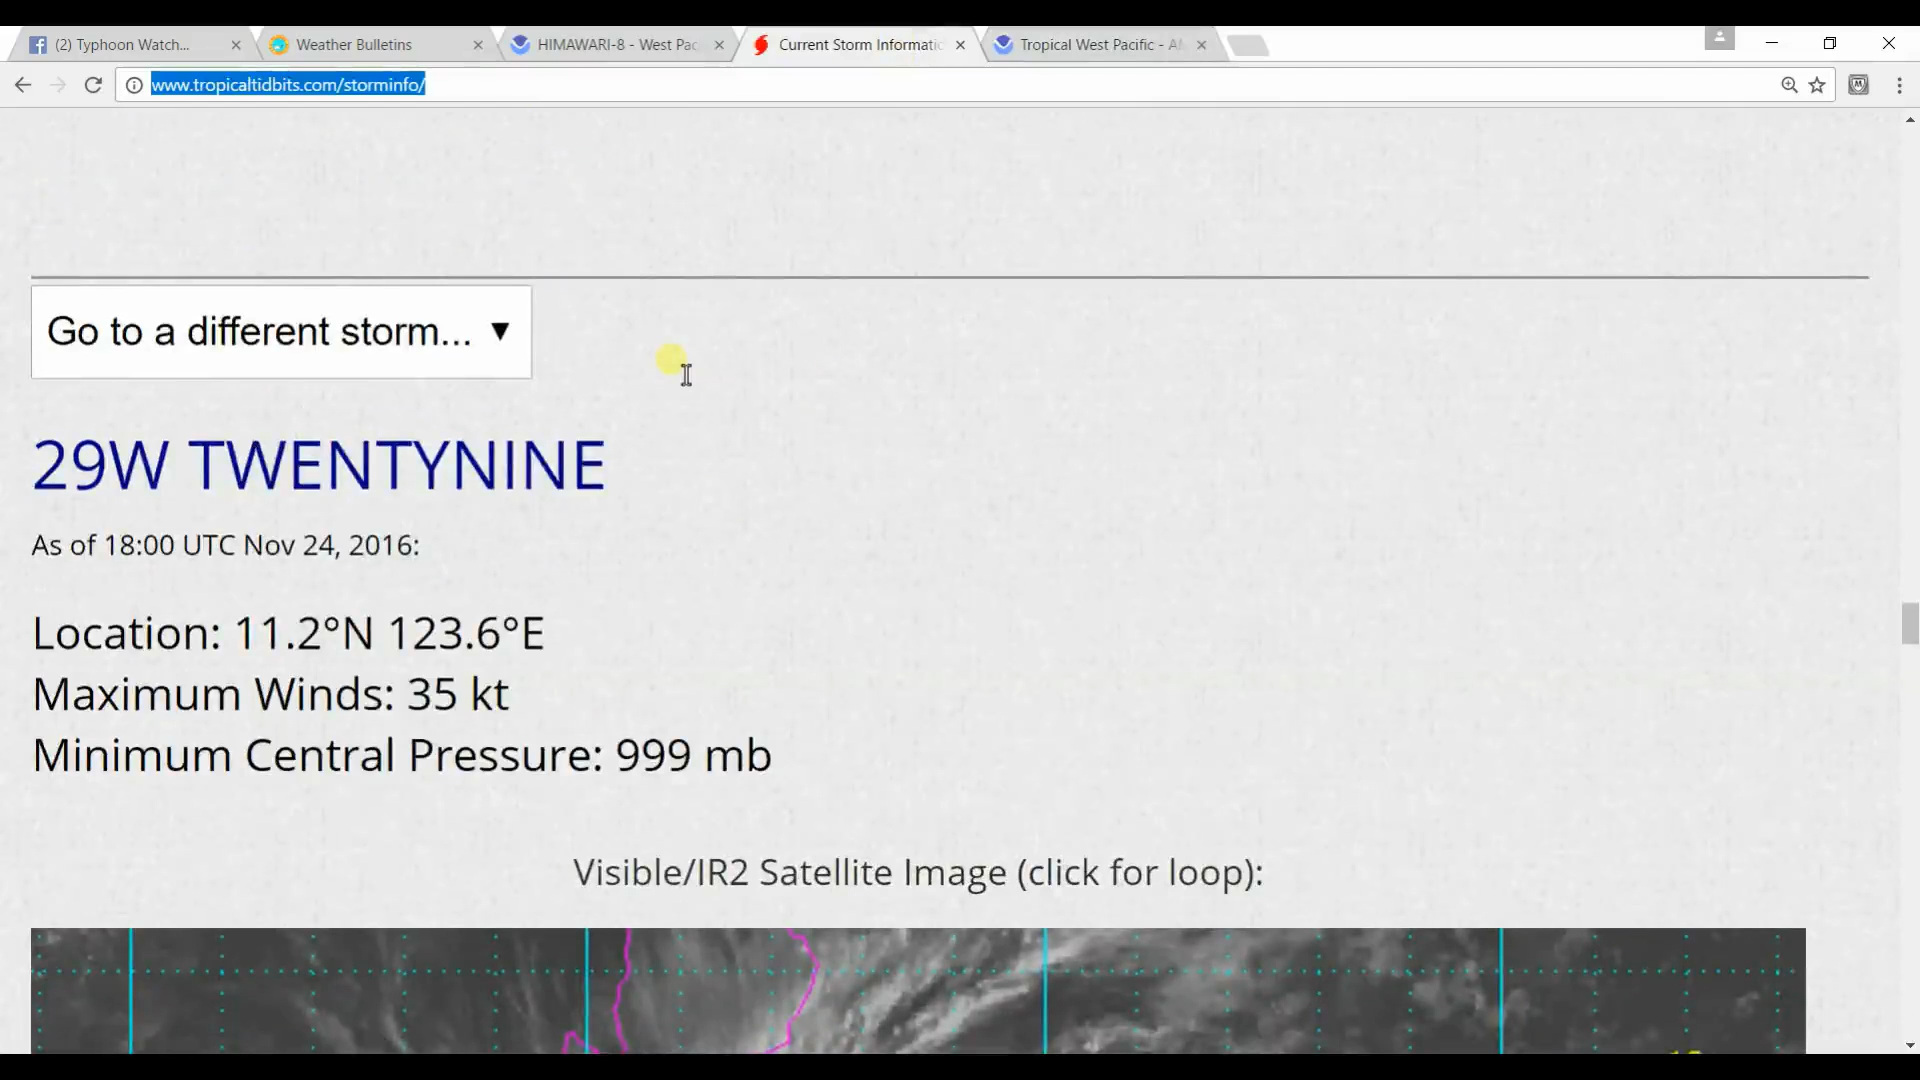 (2) Typhoon Watch...
Weather Bulletins
HIMAWARI-8 - West Pac
Current Storm Informatic
Tropical West Pacific - A
www.tropicaltidbits.com/storminfo/
Go to a different storm... ▼
29W TWENTYNINE
As of 18:00 UTC Nov 24, 2016:
Location: 11.2°N 123.6°E
Maximum Winds: 35 kt
Minimum Central Pressure: 999 mb
Visible/IR2 Satellite Image (click for loop):